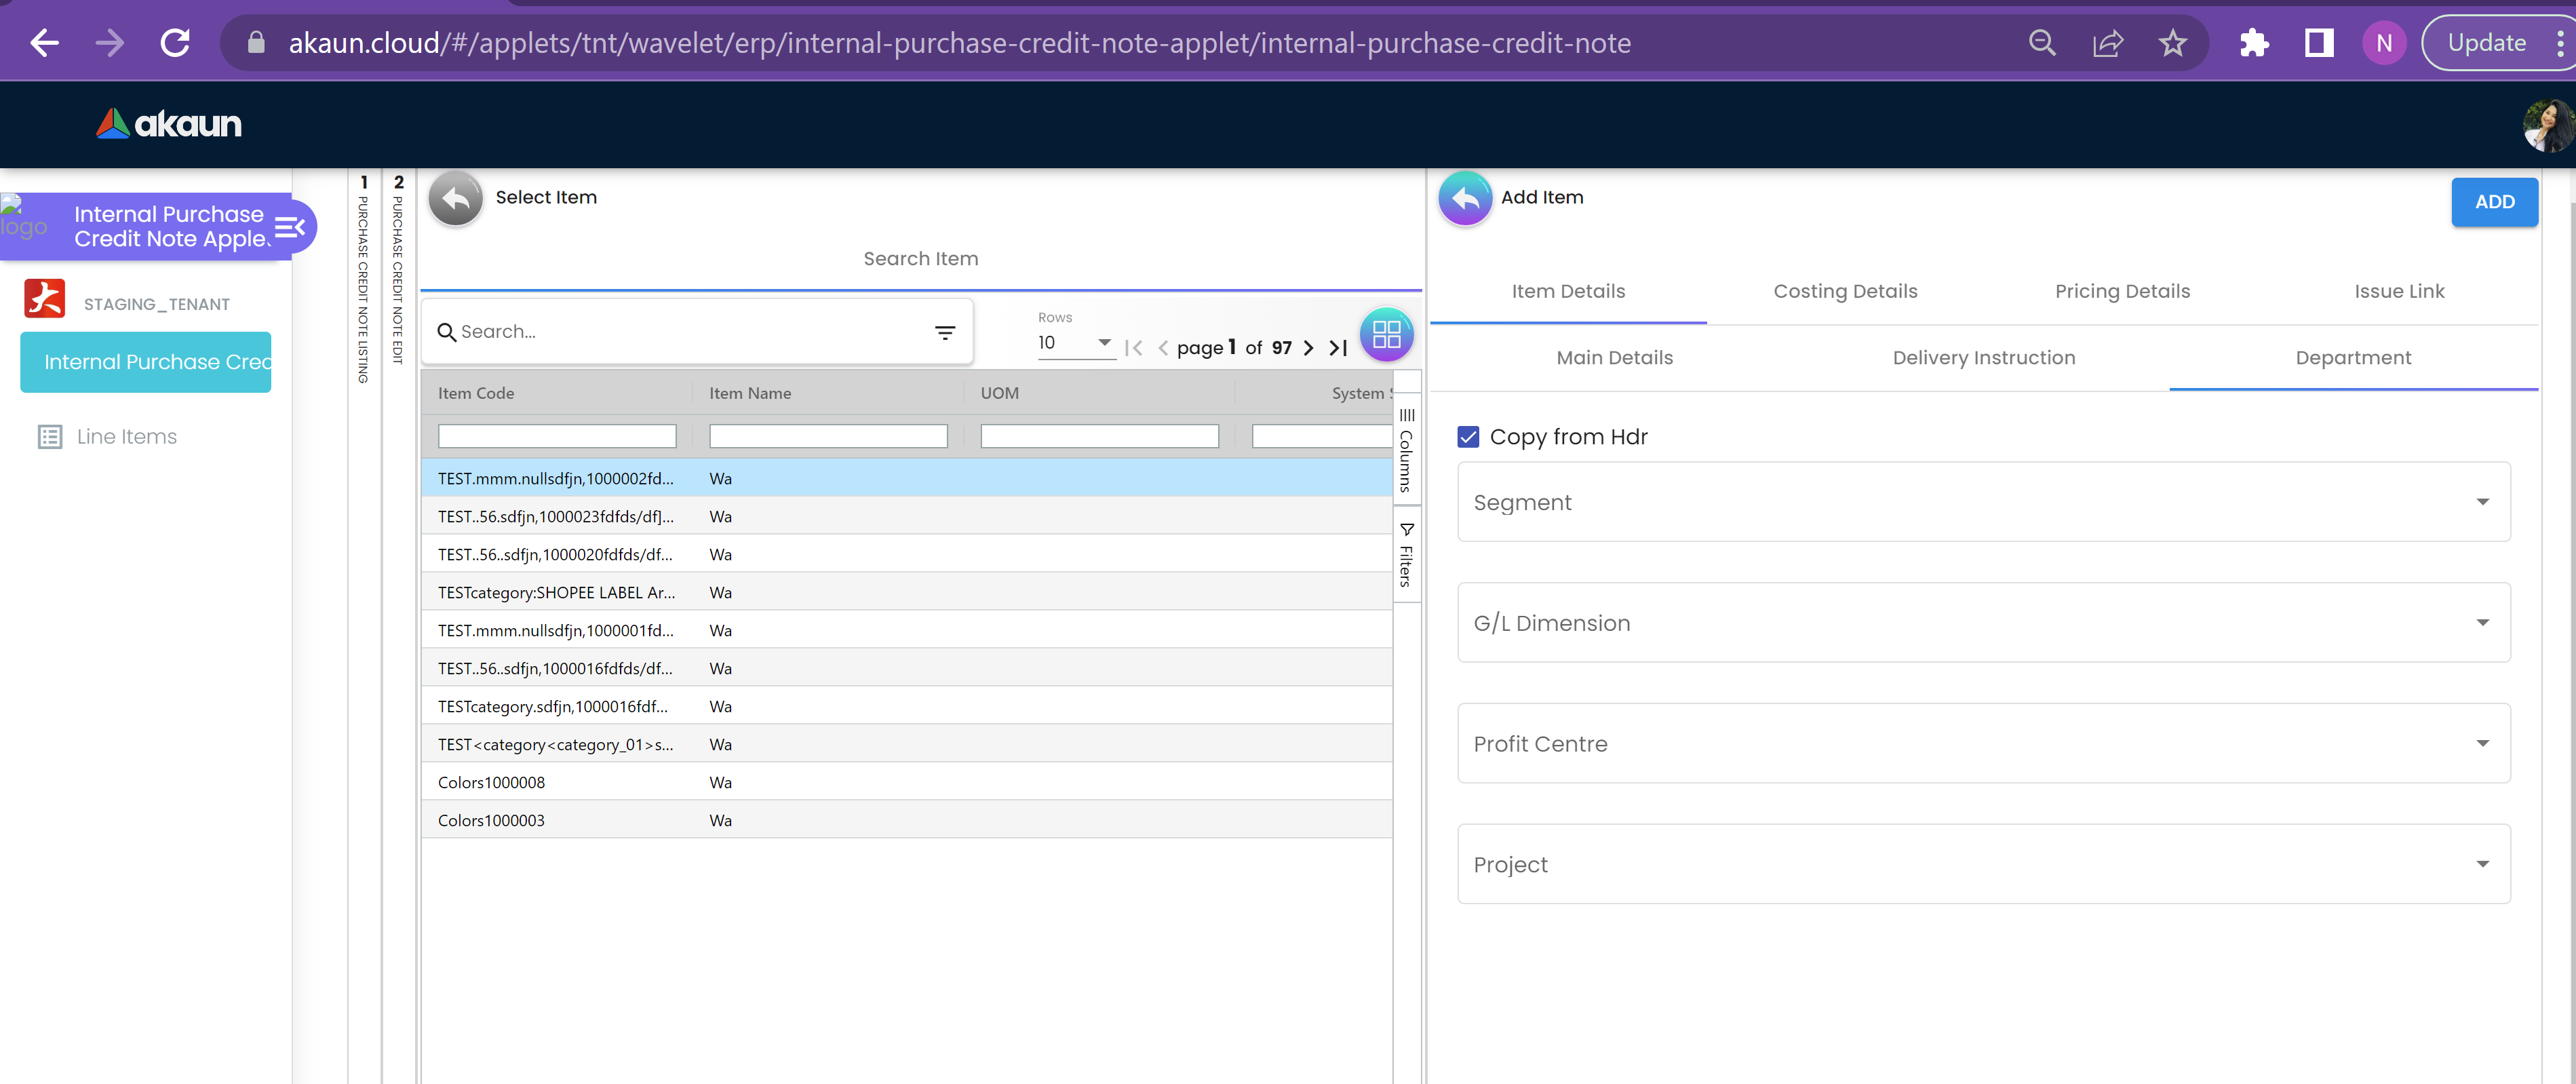 akaun.cloud/#/applets/tnt/wavelet/erp/internal-purchase-credit-note-applet/internal-purchase-credit-note
N
Update
akaun
logo
Internal Purchase
Credit Note Apple
STAGING_TENANT
Internal Purchase Cred
Line Items
1 PURCHASE CREDIT NOTE LISTING
2 PURCHASE CREDIT NOTE EDIT
Select Item
Search Item
Search...
Rows
10
page 1 of 97
Item Code Item Name UOM System S
TEST.mmm.nullsdfjn,1000002fd... Wa
TEST..56.sdfjn,1000023fdfds/df]... Wa
TEST..56..sdfjn,1000020fdfds/df... Wa
TESTcategory:SHOPEE LABEL Ar... Wa
TEST.mmm.nullsdfjn,1000001fd... Wa
TEST..56..sdfjn,1000016fdfds/df... Wa
TESTcategory.sdfjn,1000016fdf... Wa
TEST<category<category_01>s... Wa
Colors1000008 Wa
Colors1000003 Wa
Columns
Filters
Add Item
ADD
Item Details Costing Details Pricing Details Issue Link
Main Details Delivery Instruction Department
Copy from Hdr
Segment
G/L Dimension
Profit Centre
Project